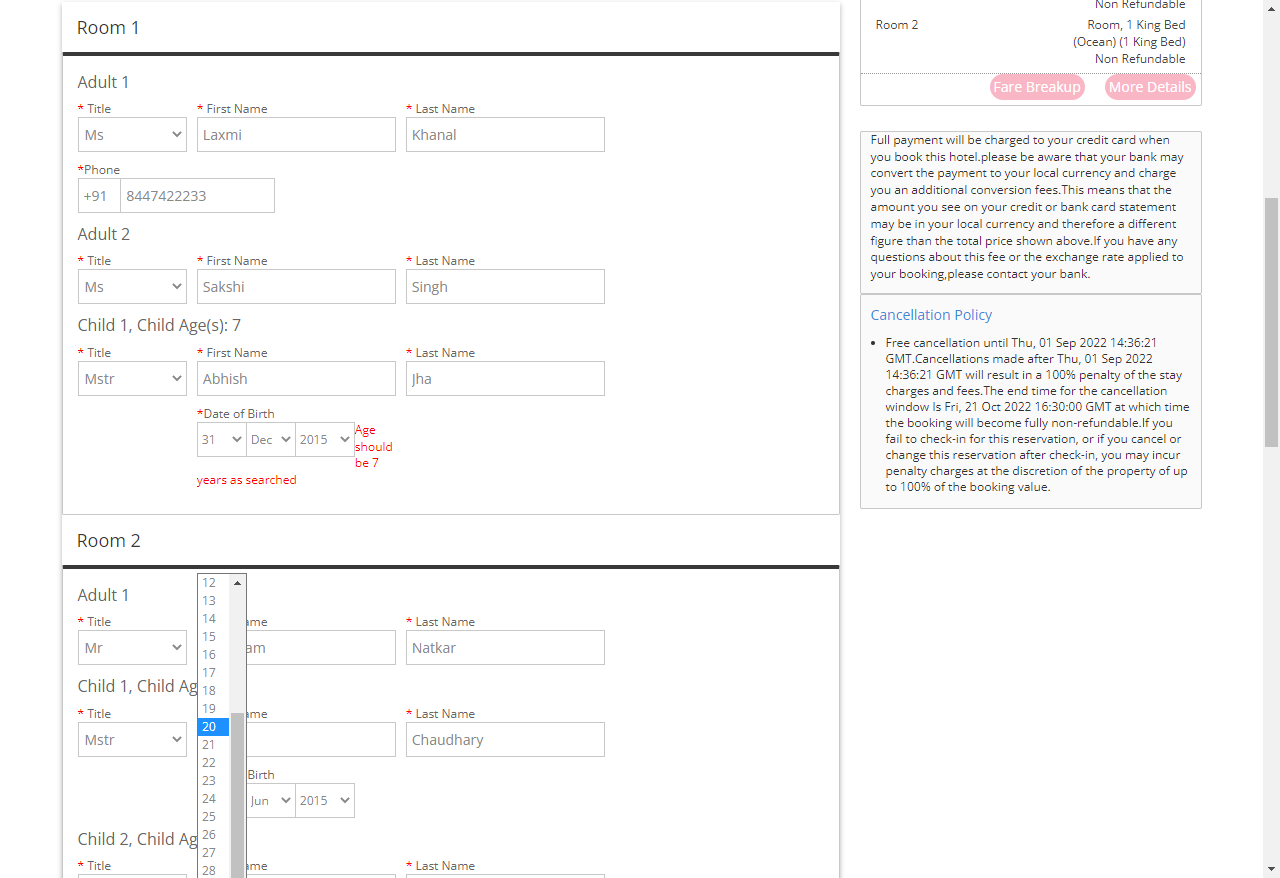 Room 1
Adult 1
* Title * First Name * Last Name
Ms Laxmi Khanal
*Phone
+91 8447422233
Adult 2
* Title * First Name * Last Name
Ms Sakshi Singh
Child 1, Child Age(s): 7
* Title * First Name * Last Name
Mstr Abhish Jha
*Date of Birth
31 Dec 2015 Age
should
be 7
years as searched
Room 2
Adult 1
* Title ame * Last Name
Mr am Natkar
Child 1, Child Ag
* Title ame * Last Name
Mstr Chaudhary
Birth
Jun 2015
Child 2, Child Ag
* Title ame * Last Name
12
13
14
15
16
17
18
19
20
21
22
23
24
25
26
27
28
Non Refundable
Room 2 Room, 1 King Bed
(Ocean) (1 King Bed)
Non Refundable
Fare Breakup More Details
Full payment will be charged to your credit card when
you book this hotel.please be aware that your bank may
convert the payment to your local currency and charge
you an additional conversion fees.This means that the
amount you see on your credit or bank card statement
may be in your local currency and therefore a different
figure than the total price shown above.If you have any
questions about this fee or the exchange rate applied to
your booking,please contact your bank.
Cancellation Policy
• Free cancellation until Thu, 01 Sep 2022 14:36:21
GMT.Cancellations made after Thu, 01 Sep 2022
14:36:21 GMT will result in a 100% penalty of the stay
charges and fees.The end time for the cancellation
window Is Fri, 21 Oct 2022 16:30:00 GMT at which time
the booking will become fully non-refundable.If you
fail to check-in for this reservation, or if you cancel or
change this reservation after check-in, you may incur
penalty charges at the discretion of the property of up
to 100% of the booking value.